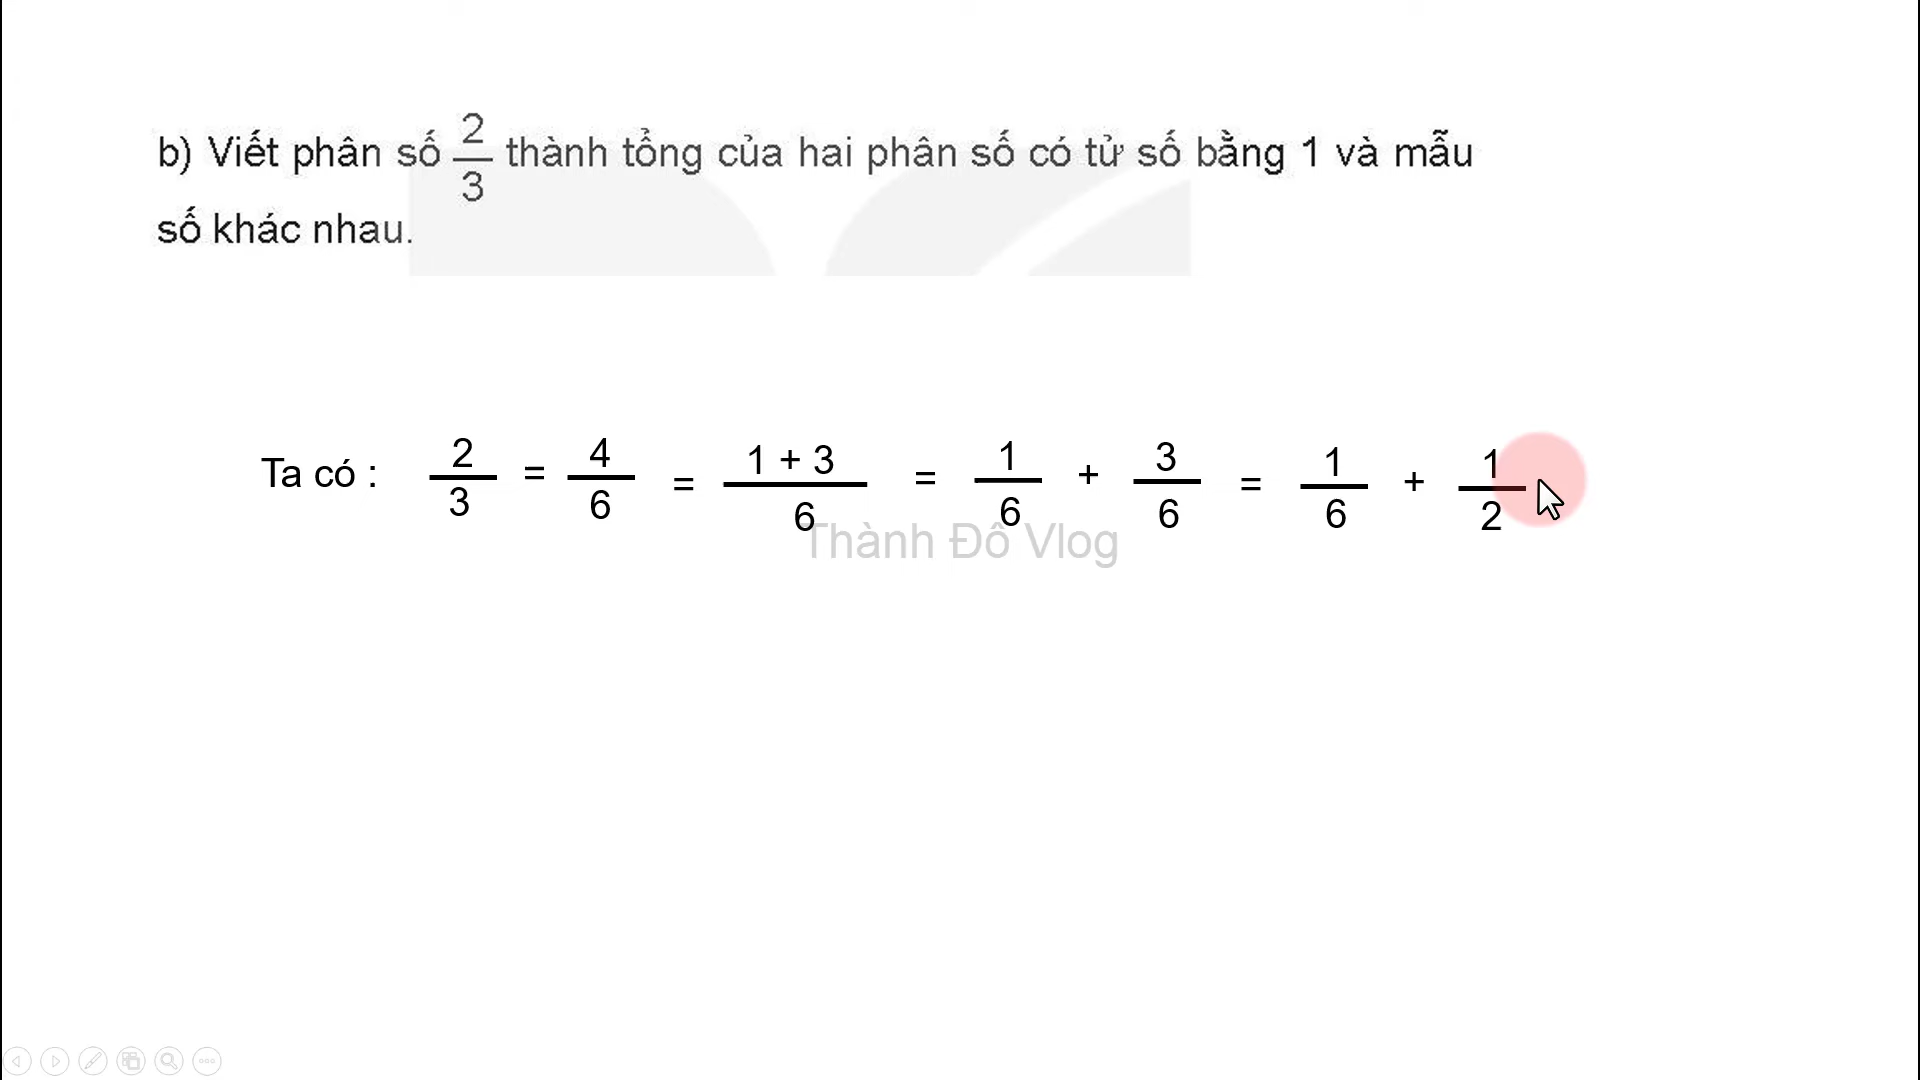 b) Viết phân số 2/3 thành tổng của hai phân số có tử số bằng 1 và mẫu
số khác nhau.
Ta có : 2/3 = 4/6 = (1 + 3)/6 = 1/6 + 3/6 = 1/6 + 1/2
Thành Đô Vlog